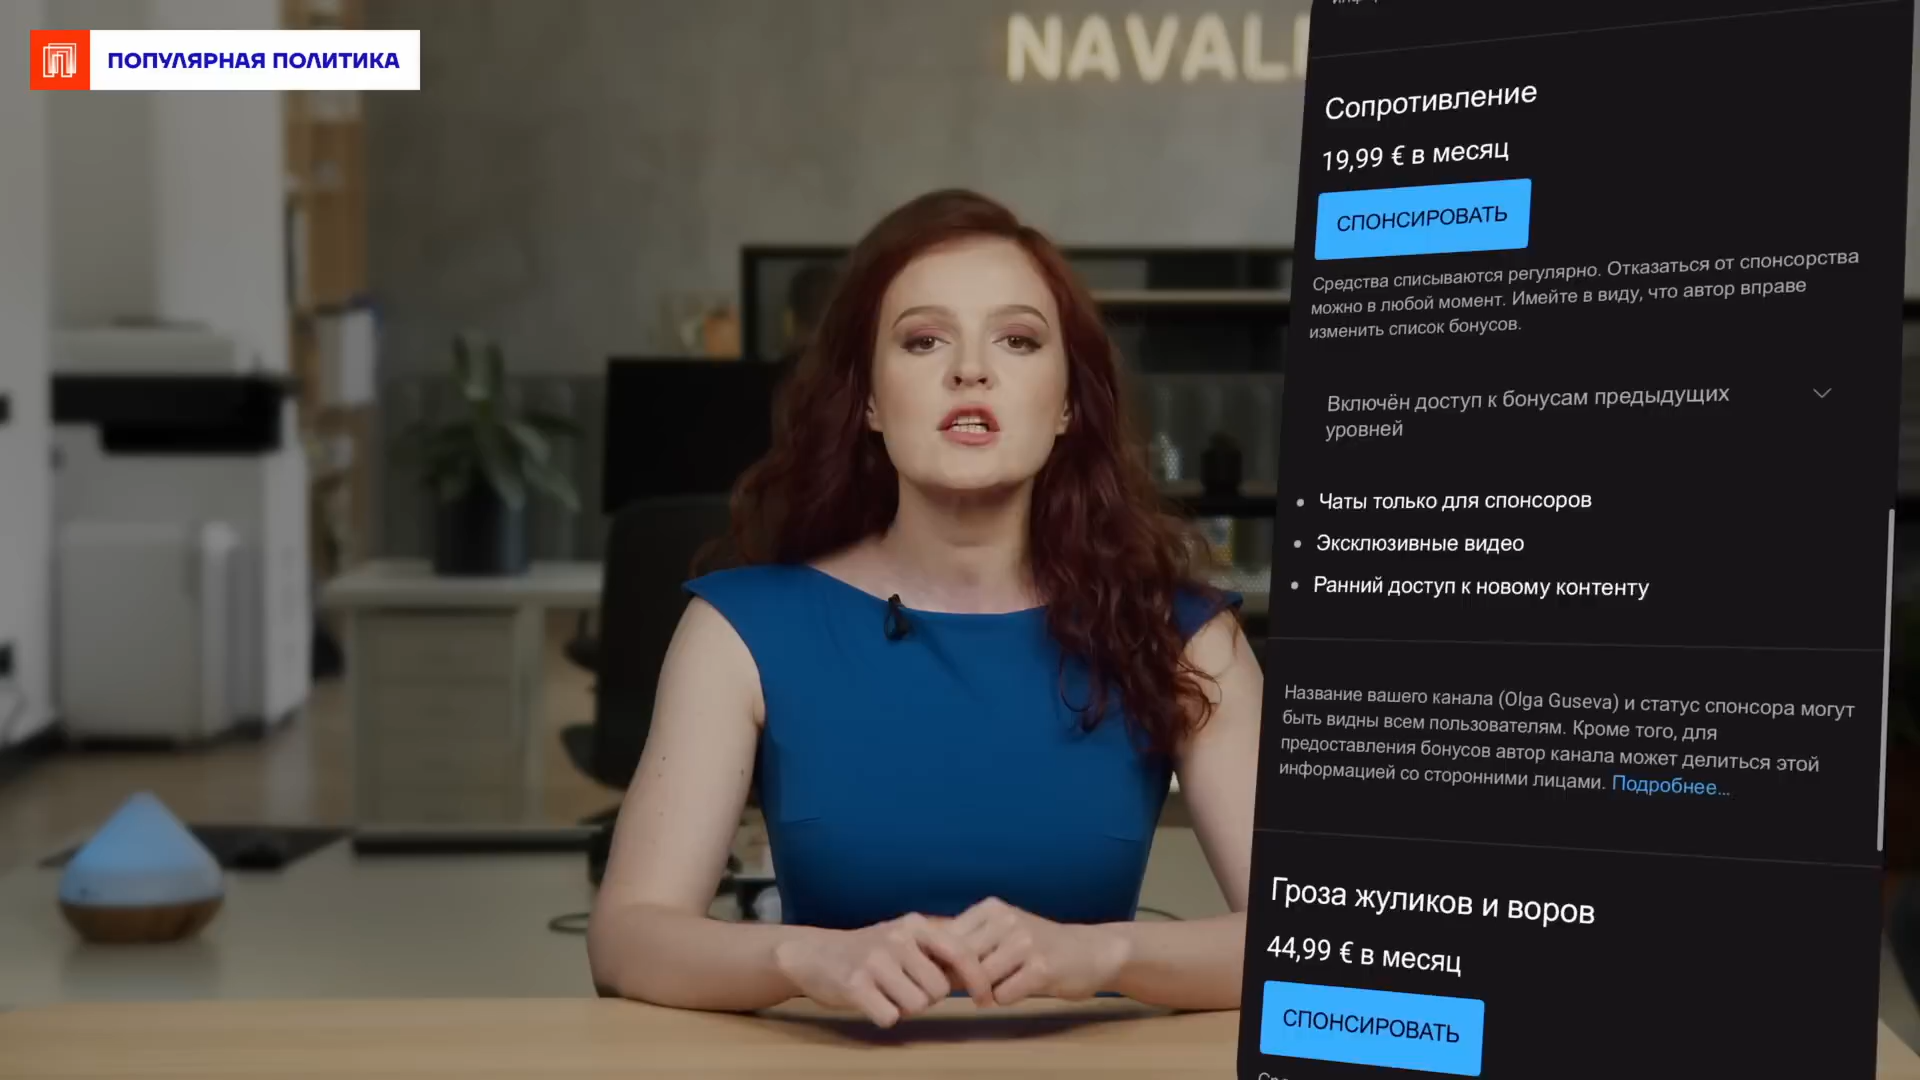 ПОПУЛЯРНАЯ ПОЛИТИКА
NAVAL
Сопротивление
19,99 € в месяц
СПОНСИРОВАТЬ
Средства списываются регулярно. Отказаться от спонсорства
можно в любой момент. Имейте в виду, что автор вправе
изменить список бонусов.
Включён доступ к бонусам предыдущих
уровней
• Чаты только для спонсоров
• Эксклюзивные видео
• Ранний доступ к новому контенту
Название вашего канала (Olga Guseva) и статус спонсора могут
быть видны всем пользователям. Кроме того, для
предоставления бонусов автор канала может делиться этой
информацией со сторонними лицами. Подробнее...
Гроза жуликов и воров
44,99 € в месяц
СПОНСИРОВАТЬ